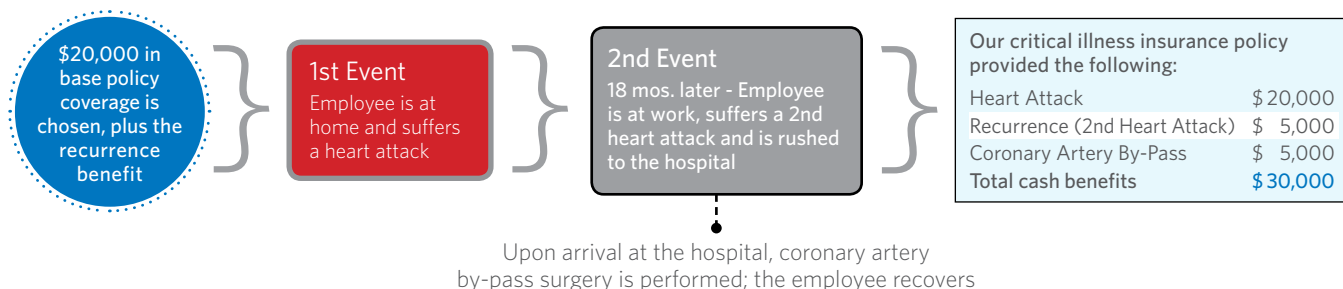 $20,000 in
base policy
coverage is
chosen, plus the
recurrence
benefit
1st Event
Employee is at
home and suffers
a heart attack
2nd Event
18 mos. later - Employee
is at work, suffers a 2nd
heart attack and is rushed
to the hospital
Upon arrival at the hospital, coronary artery
by-pass surgery is performed; the employee recovers
Our critical illness insurance policy
provided the following:
Heart Attack $20,000
Recurrence (2nd Heart Attack) $ 5,000
Coronary Artery By-Pass $ 5,000
Total cash benefits $30,000